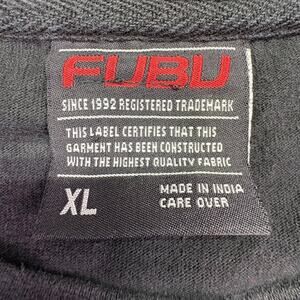 FUBU
SINCE 1992 REGISTERED TRADEMARK
THIS LABEL CERTIFIES THAT THIS
GARMENT HAS BEEN CONSTRUCTED
WITH THE HIGHEST QUALITY FABRIC
XL
MADE IN INDIA
CARE OVER